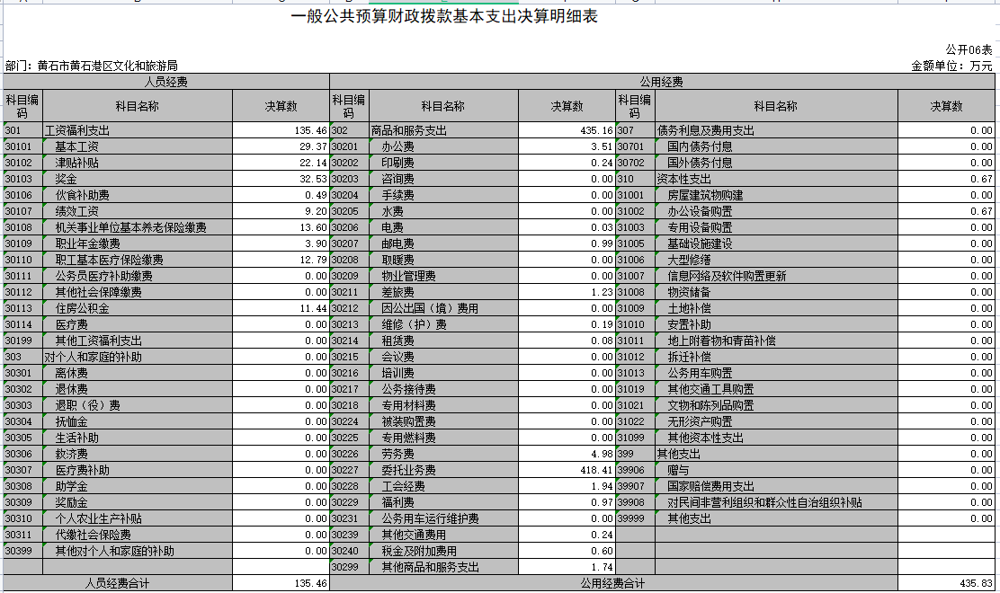 一般公共预算财政拨款基本支出决算明细表
公开06表
部门：黄石市黄石港区文化和旅游局 金额单位：万元
人员经费 公用经费
科目编码 科目名称 决算数 科目编码 科目名称 决算数 科目编码 科目名称 决算数
301 工资福利支出 135.46 302 商品和服务支出 435.16 307 债务利息及费用支出 0.00
30101 基本工资 29.37 30201 办公费 3.51 30701 国内债务付息 0.00
30102 津贴补贴 22.14 30202 印刷费 0.24 30702 国外债务付息 0.00
30103 奖金 32.53 30203 咨询费 0.00 310 资本性支出 0.67
30106 伙食补助费 0.49 30204 手续费 0.00 31001 房屋建筑物购建 0.00
30107 绩效工资 9.20 30205 水费 0.00 31002 办公设备购置 0.67
30108 机关事业单位基本养老保险缴费 13.60 30206 电费 0.03 31003 专用设备购置 0.00
30109 职业年金缴费 3.90 30207 邮电费 0.99 31005 基础设施建设 0.00
30110 职工基本医疗保险缴费 12.79 30208 取暖费 0.00 31006 大型修缮 0.00
30111 公务员医疗补助缴费 0.00 30209 物业管理费 0.00 31007 信息网络及软件购置更新 0.00
30112 其他社会保障缴费 0.00 30211 差旅费 1.23 31008 物资储备 0.00
30113 住房公积金 11.44 30212 因公出国（境）费用 0.00 31009 土地补偿 0.00
30114 医疗费 0.00 30213 维修（护）费 0.19 31010 安置补助 0.00
30199 其他工资福利支出 0.00 30214 租赁费 0.08 31011 地上附着物和青苗补偿 0.00
303 对个人和家庭的补助 0.00 30215 会议费 0.00 31012 拆迁补偿 0.00
30301 离休费 0.00 30216 培训费 0.00 31013 公务用车购置 0.00
30302 退休费 0.00 30217 公务接待费 0.00 31019 其他交通工具购置 0.00
30303 退职（役）费 0.00 30218 专用材料费 0.00 31021 文物和陈列品购置 0.00
30304 抚恤金 0.00 30224 被装购置费 0.00 31022 无形资产购置 0.00
30305 生活补助 0.00 30225 专用燃料费 0.00 31099 其他资本性支出 0.00
30306 救济费 0.00 30226 劳务费 4.98 399 其他支出 0.00
30307 医疗费补助 0.00 30227 委托业务费 418.41 39906 赠与 0.00
30308 助学金 0.00 30228 工会经费 1.94 39907 国家赔偿费用支出 0.00
30309 奖励金 0.00 30229 福利费 0.97 39908 对民间非营利组织和群众性自治组织补贴 0.00
30310 个人农业生产补贴 0.00 30231 公务用车运行维护费 0.00 39999 其他支出 0.00
30311 代缴社会保险费 0.00 30239 其他交通费用 0.24
30399 其他对个人和家庭的补助 0.00 30240 税金及附加费用 0.60
30299 其他商品和服务支出 1.74
人员经费合计 135.46 公用经费合计 435.83